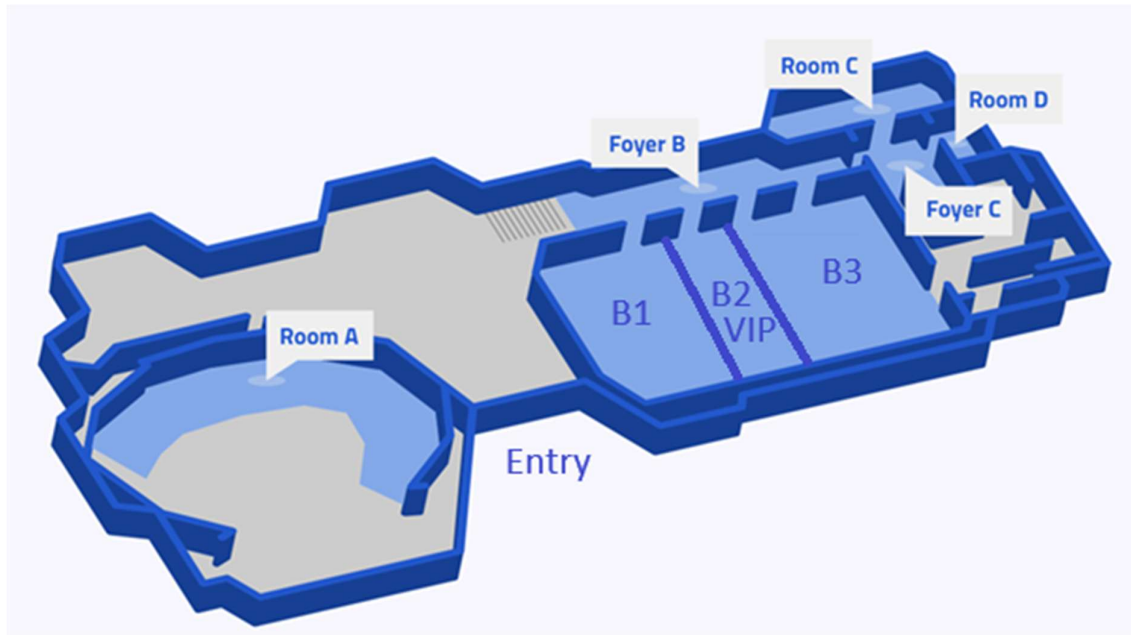 Room C
Room D
Foyer B
Foyer C
B3
B2
VIP
B1
Room A
Entry